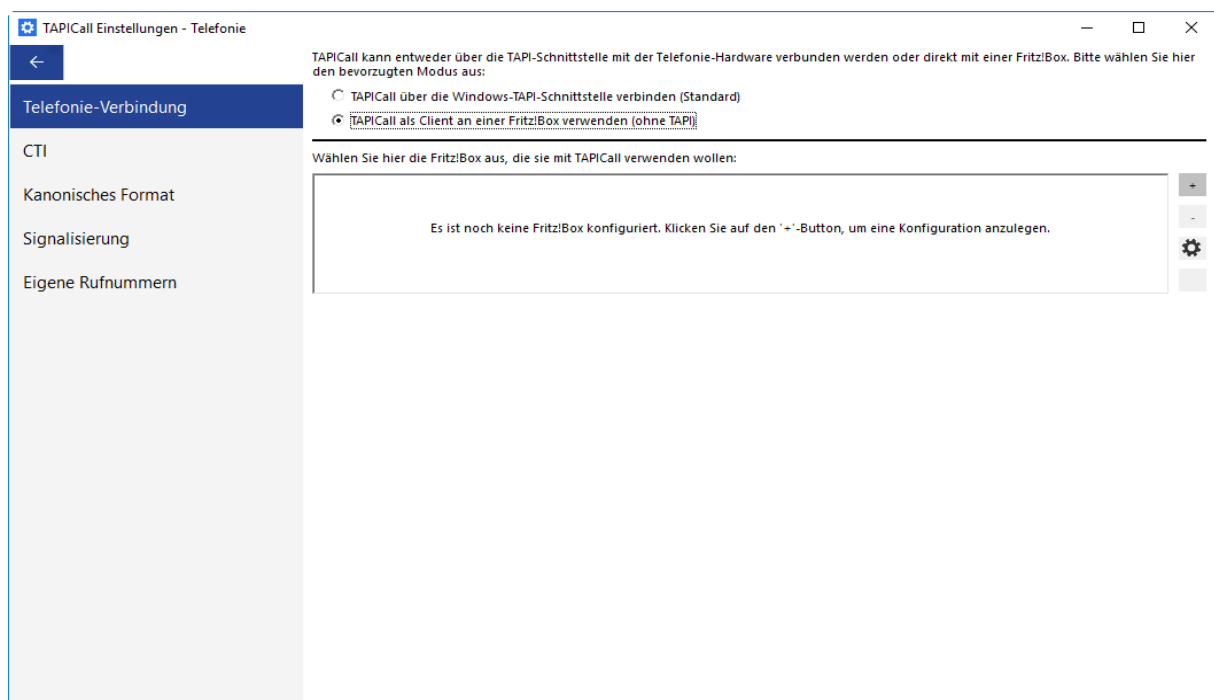 TAPICall Einstellungen - Telefonie
TAPICall kann entweder über die TAPI-Schnittstelle mit der Telefonie-Hardware verbunden werden oder direkt mit einer Fritz!Box. Bitte wählen Sie hier
den bevorzugten Modus aus:
TAPICall über die Windows-TAPI-Schnittstelle verbinden (Standard)
TAPICall als Client an einer Fritz!Box verwenden (ohne TAPI)
Telefonie-Verbindung
CTI
Kanonisches Format
Signalisierung
Eigene Rufnummern
Wählen Sie hier die Fritz!Box aus, die sie mit TAPICall verwenden wollen:
Es ist noch keine Fritz!Box konfiguriert. Klicken Sie auf den '+'-Button, um eine Konfiguration anzulegen.
+
-